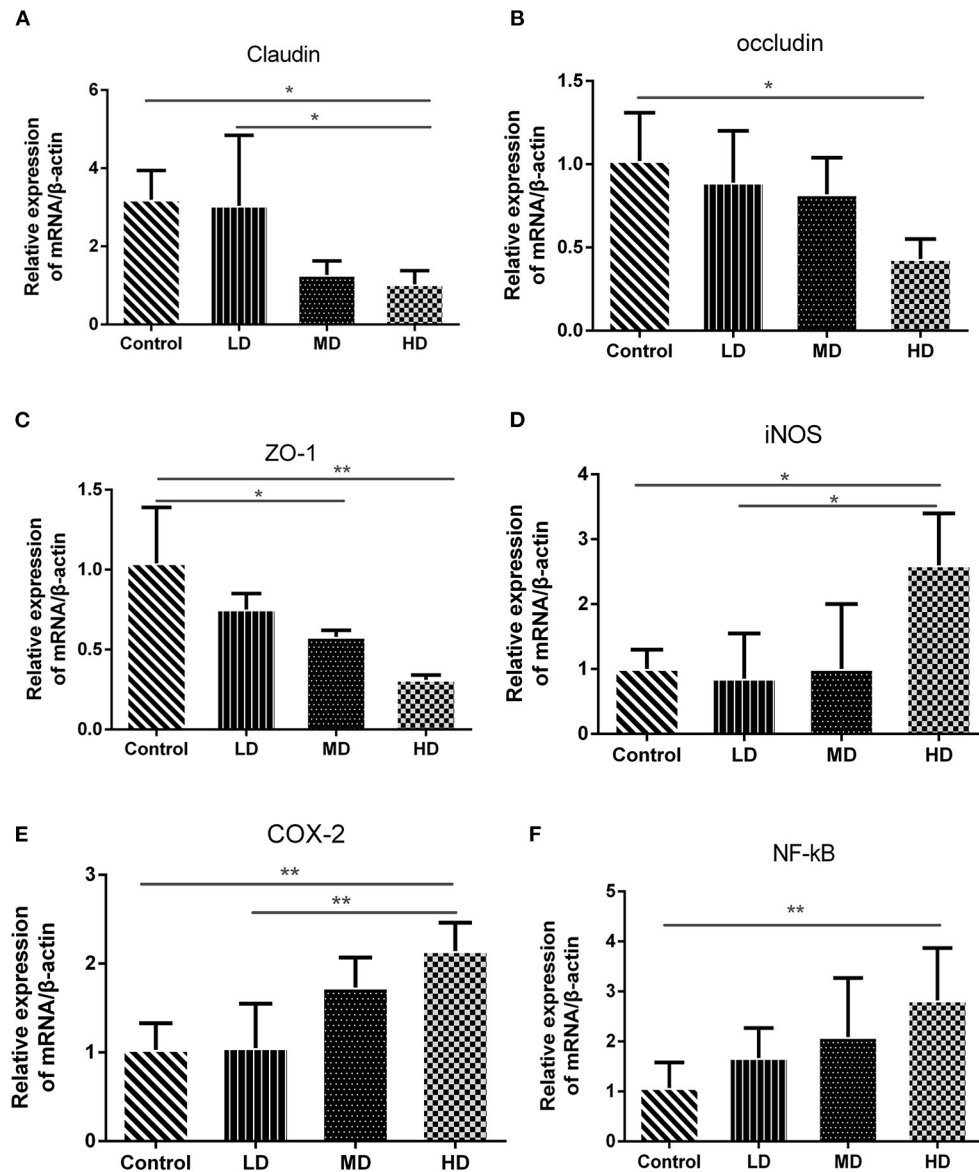 A
Claudin
Relative expression
of mRNA/β-actin
6
4
2
0
*
*
Control LD MD HD
B
occludin
Relative expression
of mRNA/β-actin
1.5
1.0
0.5
0.0
*
Control LD MD HD
C
ZO-1
Relative expression
of mRNA/β-actin
1.5
1.0
0.5
0.0
**
*
Control LD MD HD
D
iNOS
Relative expression
of mRNA/β-actin
4
3
2
1
0
*
*
Control LD MD HD
E
COX-2
Relative expression
of mRNA/β-actin
3
2
1
0
**
**
Control LD MD HD
F
NF-kB
Relative expression
of mRNA/β-actin
5
4
3
2
1
0
**
Control LD MD HD